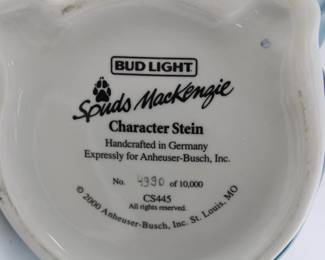 BUD LIGHT
Spuds MacKenzie
Character Stein
Handcrafted in Germany
Expressly for Anheuser-Busch, Inc.
No. 4990 of 10,000
CS445
All rights reserved.
© 2000 Anheuser-Busch, Inc. St. Louis, MO